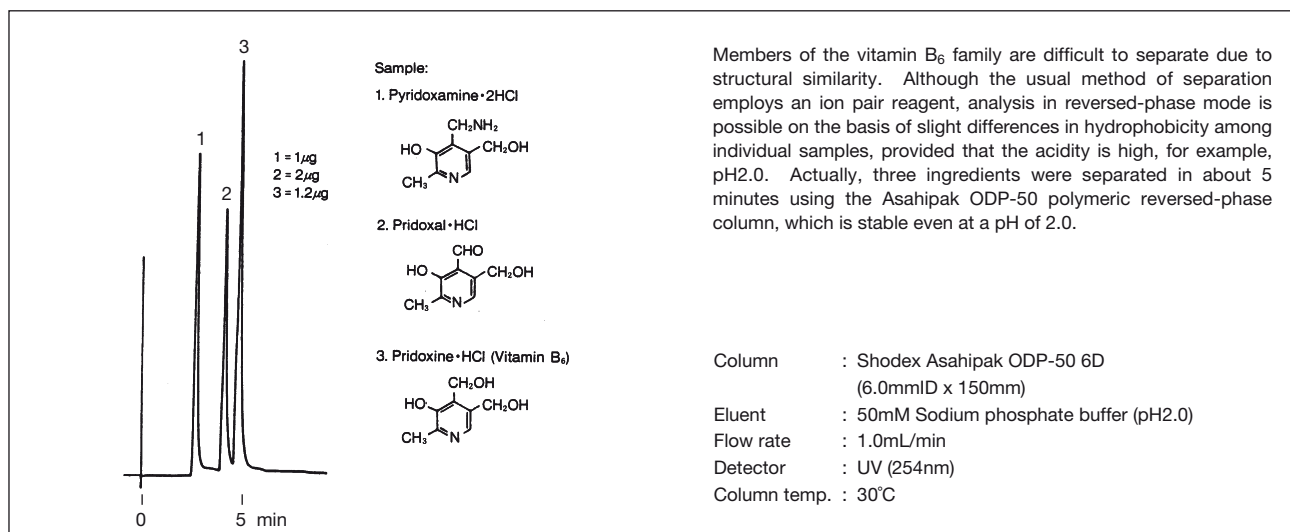 3
1
2
1 = 1µg
2 = 2µg
3 = 1.2µg
0
5 min
Sample:
1. Pyridoxamine•2HCl
CH₂NH₂
HO
CH₂OH
CH₃
N
2. Pridoxal•HCl
CHO
HO
CH₂OH
CH₃
N
3. Pridoxine•HCl (Vitamin B₆)
CH₂OH
HO
CH₂OH
CH₃
N
Members of the vitamin B₆ family are difficult to separate due to
structural similarity. Although the usual method of separation
employs an ion pair reagent, analysis in reversed-phase mode is
possible on the basis of slight differences in hydrophobicity among
individual samples, provided that the acidity is high, for example,
pH2.0. Actually, three ingredients were separated in about 5
minutes using the Asahipak ODP-50 polymeric reversed-phase
column, which is stable even at a pH of 2.0.
Column : Shodex Asahipak ODP-50 6D
(6.0mmID x 150mm)
Eluent : 50mM Sodium phosphate buffer (pH2.0)
Flow rate : 1.0mL/min
Detector : UV (254nm)
Column temp. : 30°C